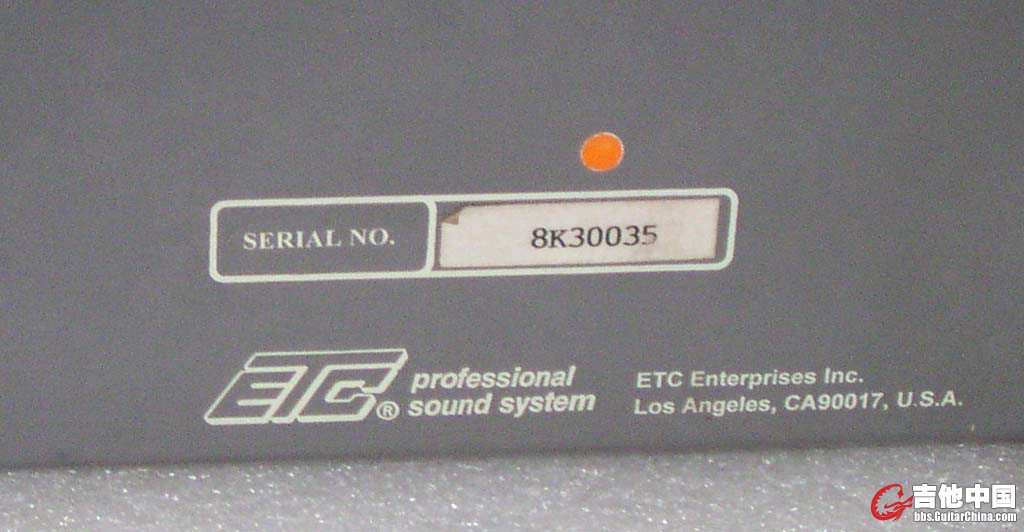 SERIAL NO.
8K30035
ETC®
professional
sound system
ETC Enterprises Inc.
Los Angeles, CA90017, U.S.A.
吉他中国
bbs.GuitarChina.com